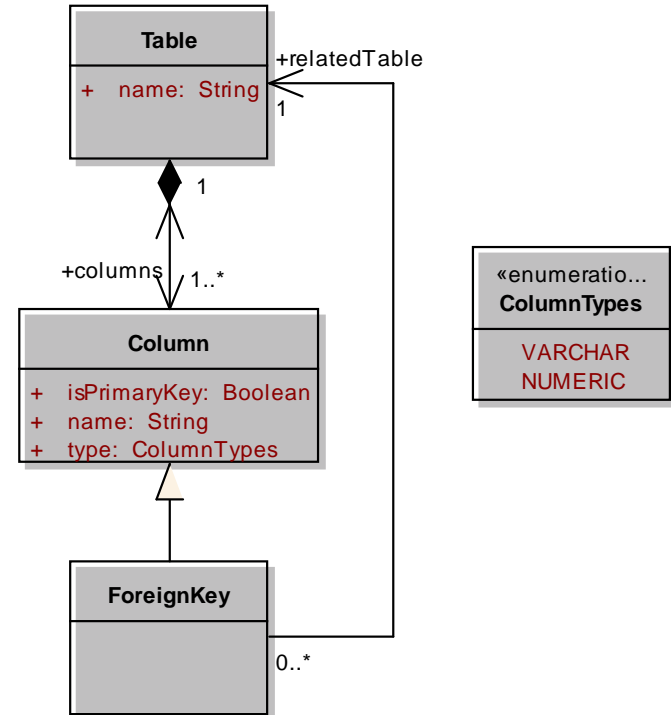 Table
+ name: String
+relatedTable
1
1
+columns
1..*
«enumeratio...
ColumnTypes
VARCHAR
NUMERIC
Column
+ isPrimaryKey: Boolean
+ name: String
+ type: ColumnTypes
ForeignKey
0..*